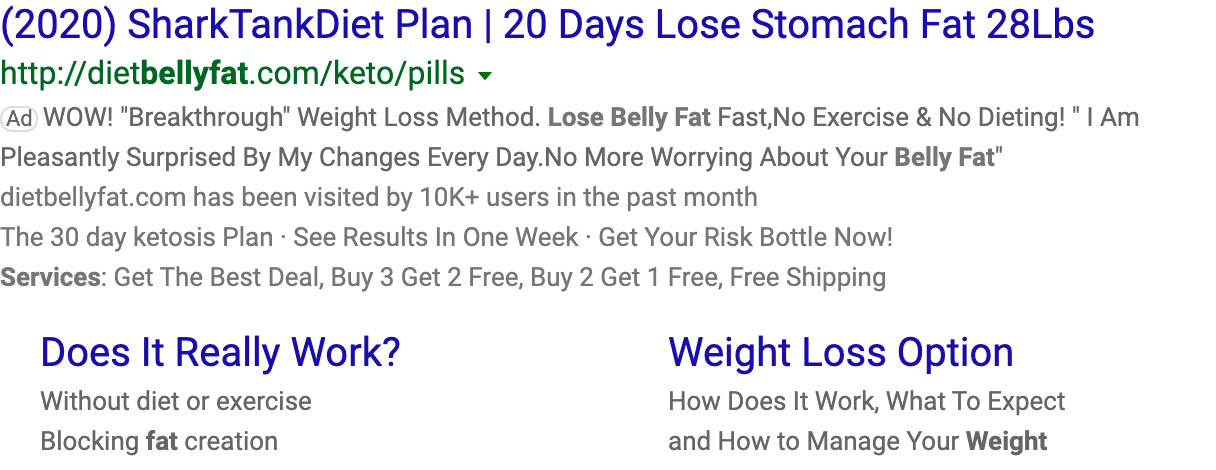 (2020) SharkTankDiet Plan | 20 Days Lose Stomach Fat 28Lbs
http://dietbellyfat.com/keto/pills
Ad WOW! "Breakthrough" Weight Loss Method. Lose Belly Fat Fast,No Exercise & No Dieting! " I Am
Pleasantly Surprised By My Changes Every Day.No More Worrying About Your Belly Fat"
dietbellyfat.com has been visited by 10K+ users in the past month
The 30 day ketosis Plan · See Results In One Week · Get Your Risk Bottle Now!
Services: Get The Best Deal, Buy 3 Get 2 Free, Buy 2 Get 1 Free, Free Shipping
Does It Really Work?
Without diet or exercise
Blocking fat creation
Weight Loss Option
How Does It Work, What To Expect
and How to Manage Your Weight